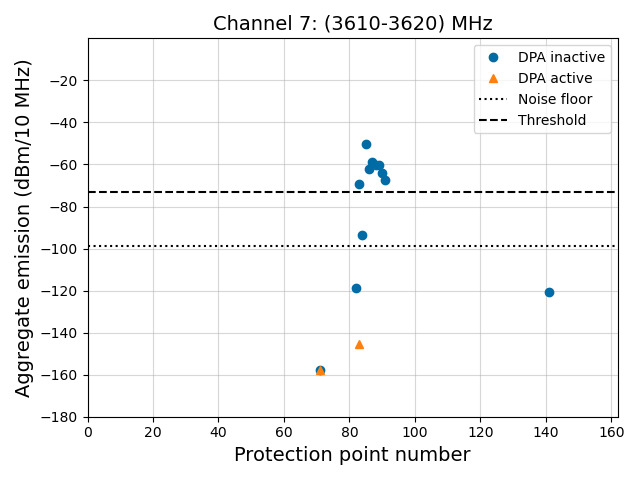 Channel 7: (3610-3620) MHz
Aggregate emission (dBm/10 MHz)
−20
−40
−60
−80
−100
−120
−140
−160
−180
DPA inactive
DPA active
Noise floor
Threshold
0 20 40 60 80 100 120 140 160
Protection point number